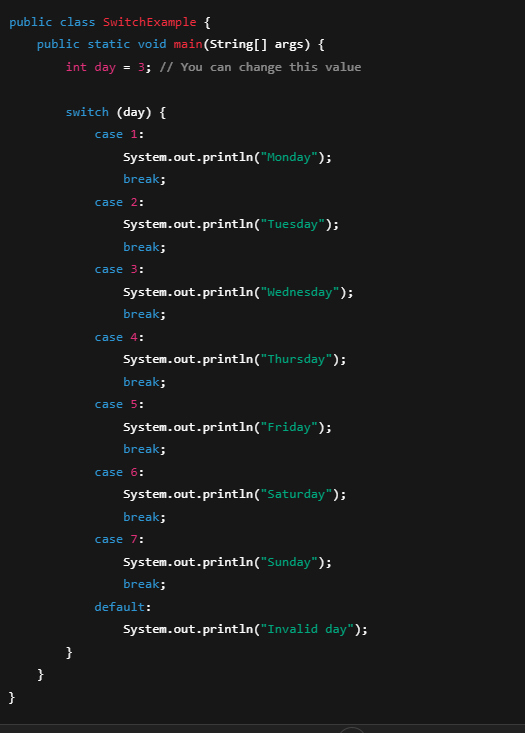 public class SwitchExample {
    public static void main(String[] args) {
        int day = 3; // You can change this value

        switch (day) {
            case 1:
                System.out.println("Monday");
                break;
            case 2:
                System.out.println("Tuesday");
                break;
            case 3:
                System.out.println("Wednesday");
                break;
            case 4:
                System.out.println("Thursday");
                break;
            case 5:
                System.out.println("Friday");
                break;
            case 6:
                System.out.println("Saturday");
                break;
            case 7:
                System.out.println("Sunday");
                break;
            default:
                System.out.println("Invalid day");
        }
    }
}